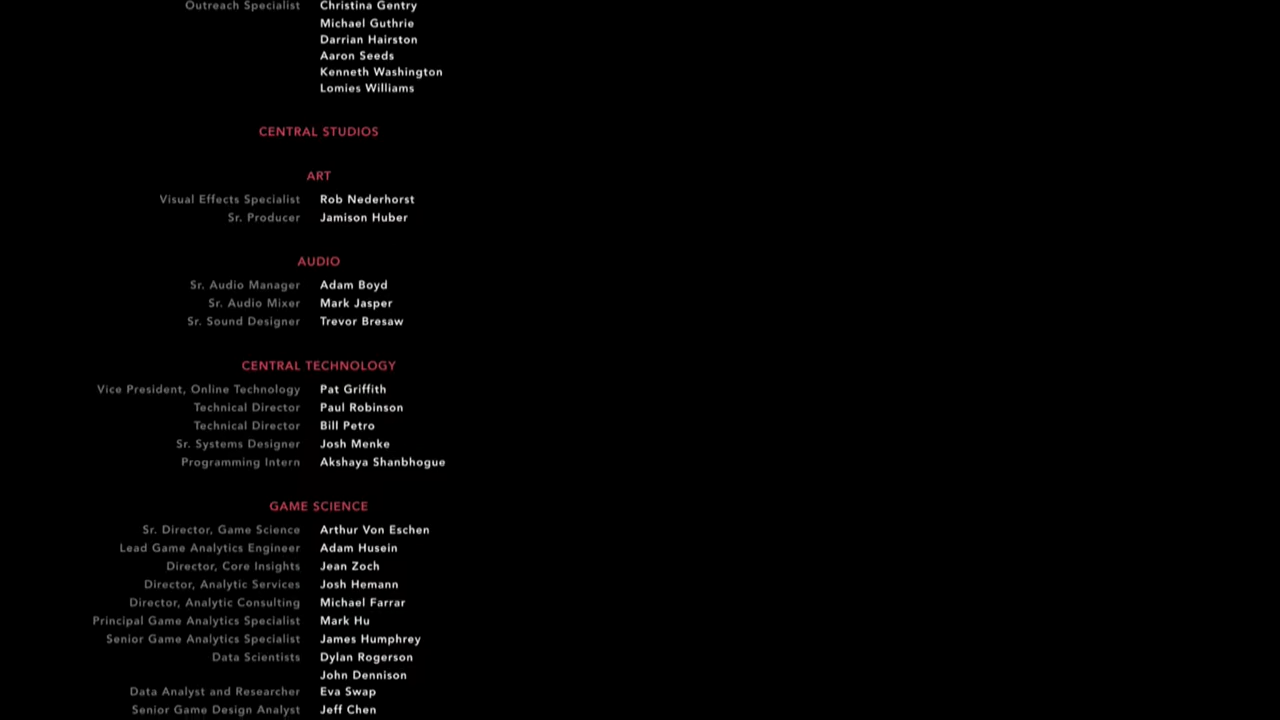 Outreach Specialist Christina Gentry
Michael Guthrie
Darrian Hairston
Aaron Seeds
Kenneth Washington
Lomies Williams
CENTRAL STUDIOS
ART
Visual Effects Specialist Rob Nederhorst
Sr. Producer Jamison Huber
AUDIO
Sr. Audio Manager Adam Boyd
Sr. Audio Mixer Mark Jasper
Sr. Sound Designer Trevor Bresaw
CENTRAL TECHNOLOGY
Vice President, Online Technology Pat Griffith
Technical Director Paul Robinson
Technical Director Bill Petro
Sr. Systems Designer Josh Menke
Programming Intern Akshaya Shanbhogue
GAME SCIENCE
Sr. Director, Game Science Arthur Von Eschen
Lead Game Analytics Engineer Adam Husein
Director, Core Insights Jean Zoch
Director, Analytic Services Josh Hemann
Director, Analytic Consulting Michael Farrar
Principal Game Analytics Specialist Mark Hu
Senior Game Analytics Specialist James Humphrey
Data Scientists Dylan Rogerson
John Dennison
Data Analyst and Researcher Eva Swap
Senior Game Design Analyst Jeff Chen